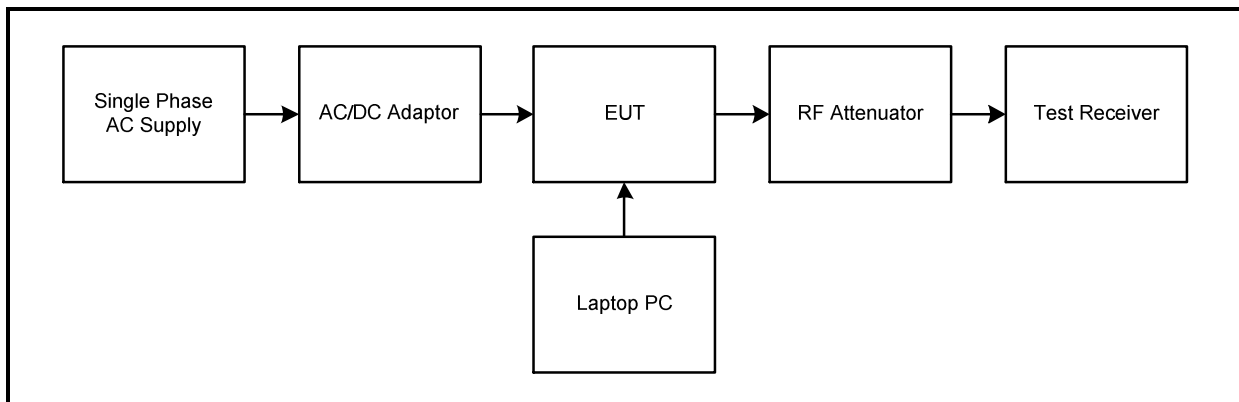 Single Phase
AC Supply
AC/DC Adaptor
EUT
RF Attenuator
Test Receiver
Laptop PC